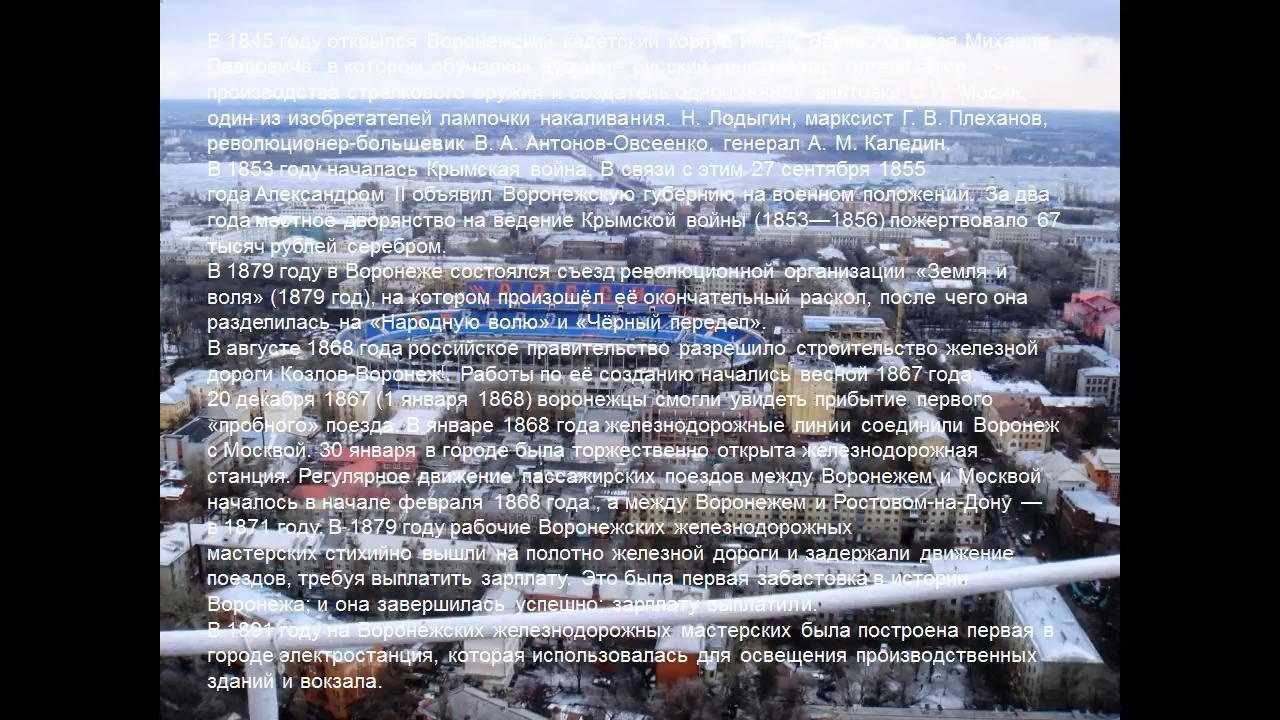 В 1845 году открылся Воронежский кадетский корпус имени Великого князя Михаила
Павловича, в котором обучались будущие русский конструктор, организатор
производства стрелкового оружия и создатель одноименной винтовки С.И. Мосин,
один из изобретателей лампочки накаливания. Н. Лодыгин, марксист Г. В. Плеханов,
революционер-большевик В. А. Антонов-Овсеенко, генерал А. М. Каледин.
В 1853 году началась Крымская война. В связи с этим 27 сентября 1855
года Александром II объявил Воронежскую губернию на военном положении. За два
года местное дворянство на ведение Крымской войны (1853—1856) пожертвовало 67
тысяч рублей серебром.
В 1879 году в Воронеже состоялся съезд революционной организации «Земля и
воля» (1879 год), на котором произошёл её окончательный раскол, после чего она
разделилась на «Народную волю» и «Чёрный передел».
В августе 1868 года российское правительство разрешило строительство железной
дороги Козлов-Воронеж[. Работы по её созданию начались весной 1867 года.
20 декабря 1867 (1 января 1868) воронежцы смогли увидеть прибытие первого
«пробного» поезда. В январе 1868 года железнодорожные линии соединили Воронеж
с Москвой. 30 января в городе была торжественно открыта железнодорожная
станция. Регулярное движение пассажирских поездов между Воронежем и Москвой
началось в начале февраля 1868 года , а между Воронежем и Ростовом-на-Дону —
в 1871 году. В 1879 году рабочие Воронежских железнодорожных
мастерских стихийно вышли на полотно железной дороги и задержали движение
поездов, требуя выплатить зарплату. Это была первая забастовка в истории
Воронежа; и она завершилась успешно: зарплату выплатили.
В 1891 году на Воронежских железнодорожных мастерских была построена первая в
городе электростанция, которая использовалась для освещения производственных
зданий и вокзала.